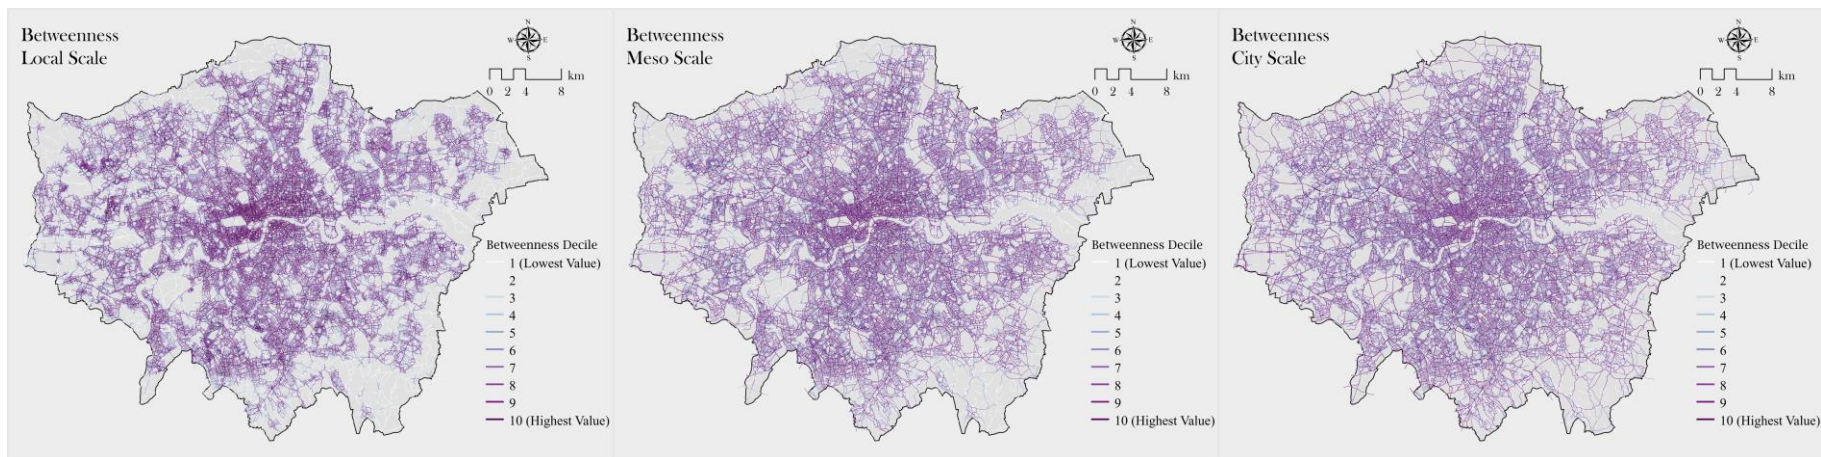 Betweenness
Local Scale
N
W E
S
km
0 2 4 8
Betweenness Decile
1 (Lowest Value)
2
3
4
5
6
7
8
9
10 (Highest Value)
Betweenness
Meso Scale
N
W E
S
km
0 2 4 8
Betweenness Decile
1 (Lowest Value)
2
3
4
5
6
7
8
9
10 (Highest Value)
Betweenness
City Scale
N
W E
S
km
0 2 4 8
Betweenness Decile
1 (Lowest Value)
2
3
4
5
6
7
8
9
10 (Highest Value)